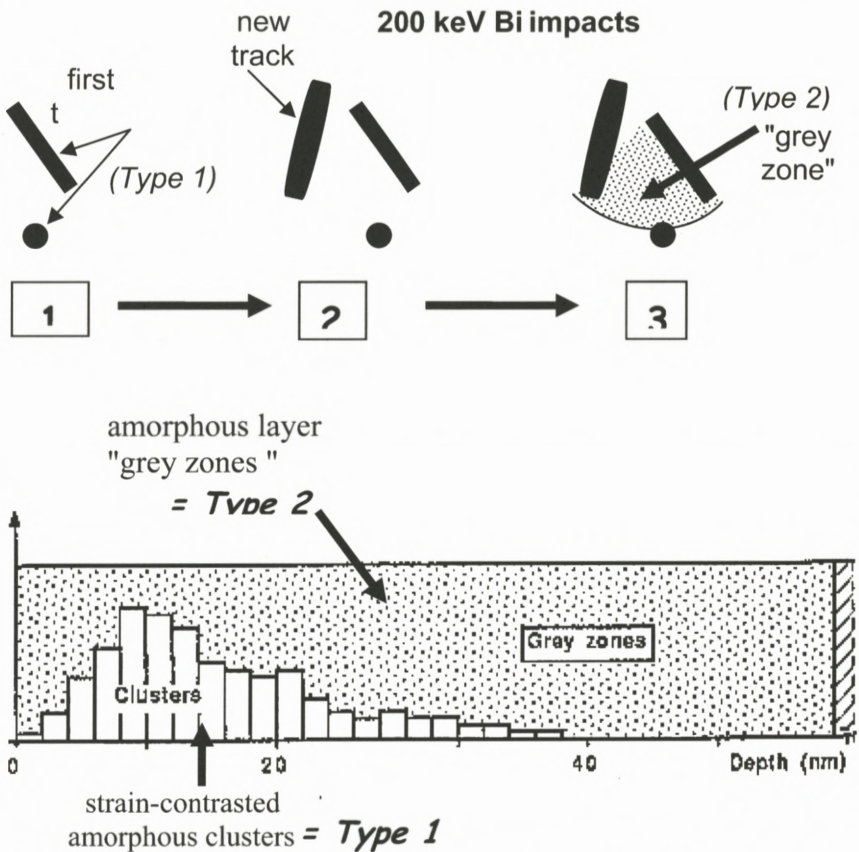 200 keV Bi impacts
new
track
first
t
(Type 1)
(Type 2)
"grey
zone"
1
2
3
amorphous layer
"grey zones "
= Type 2
Grey zones
Clusters
0
20
40
Depth (nm)
strain-contrasted
amorphous clusters = Type 1